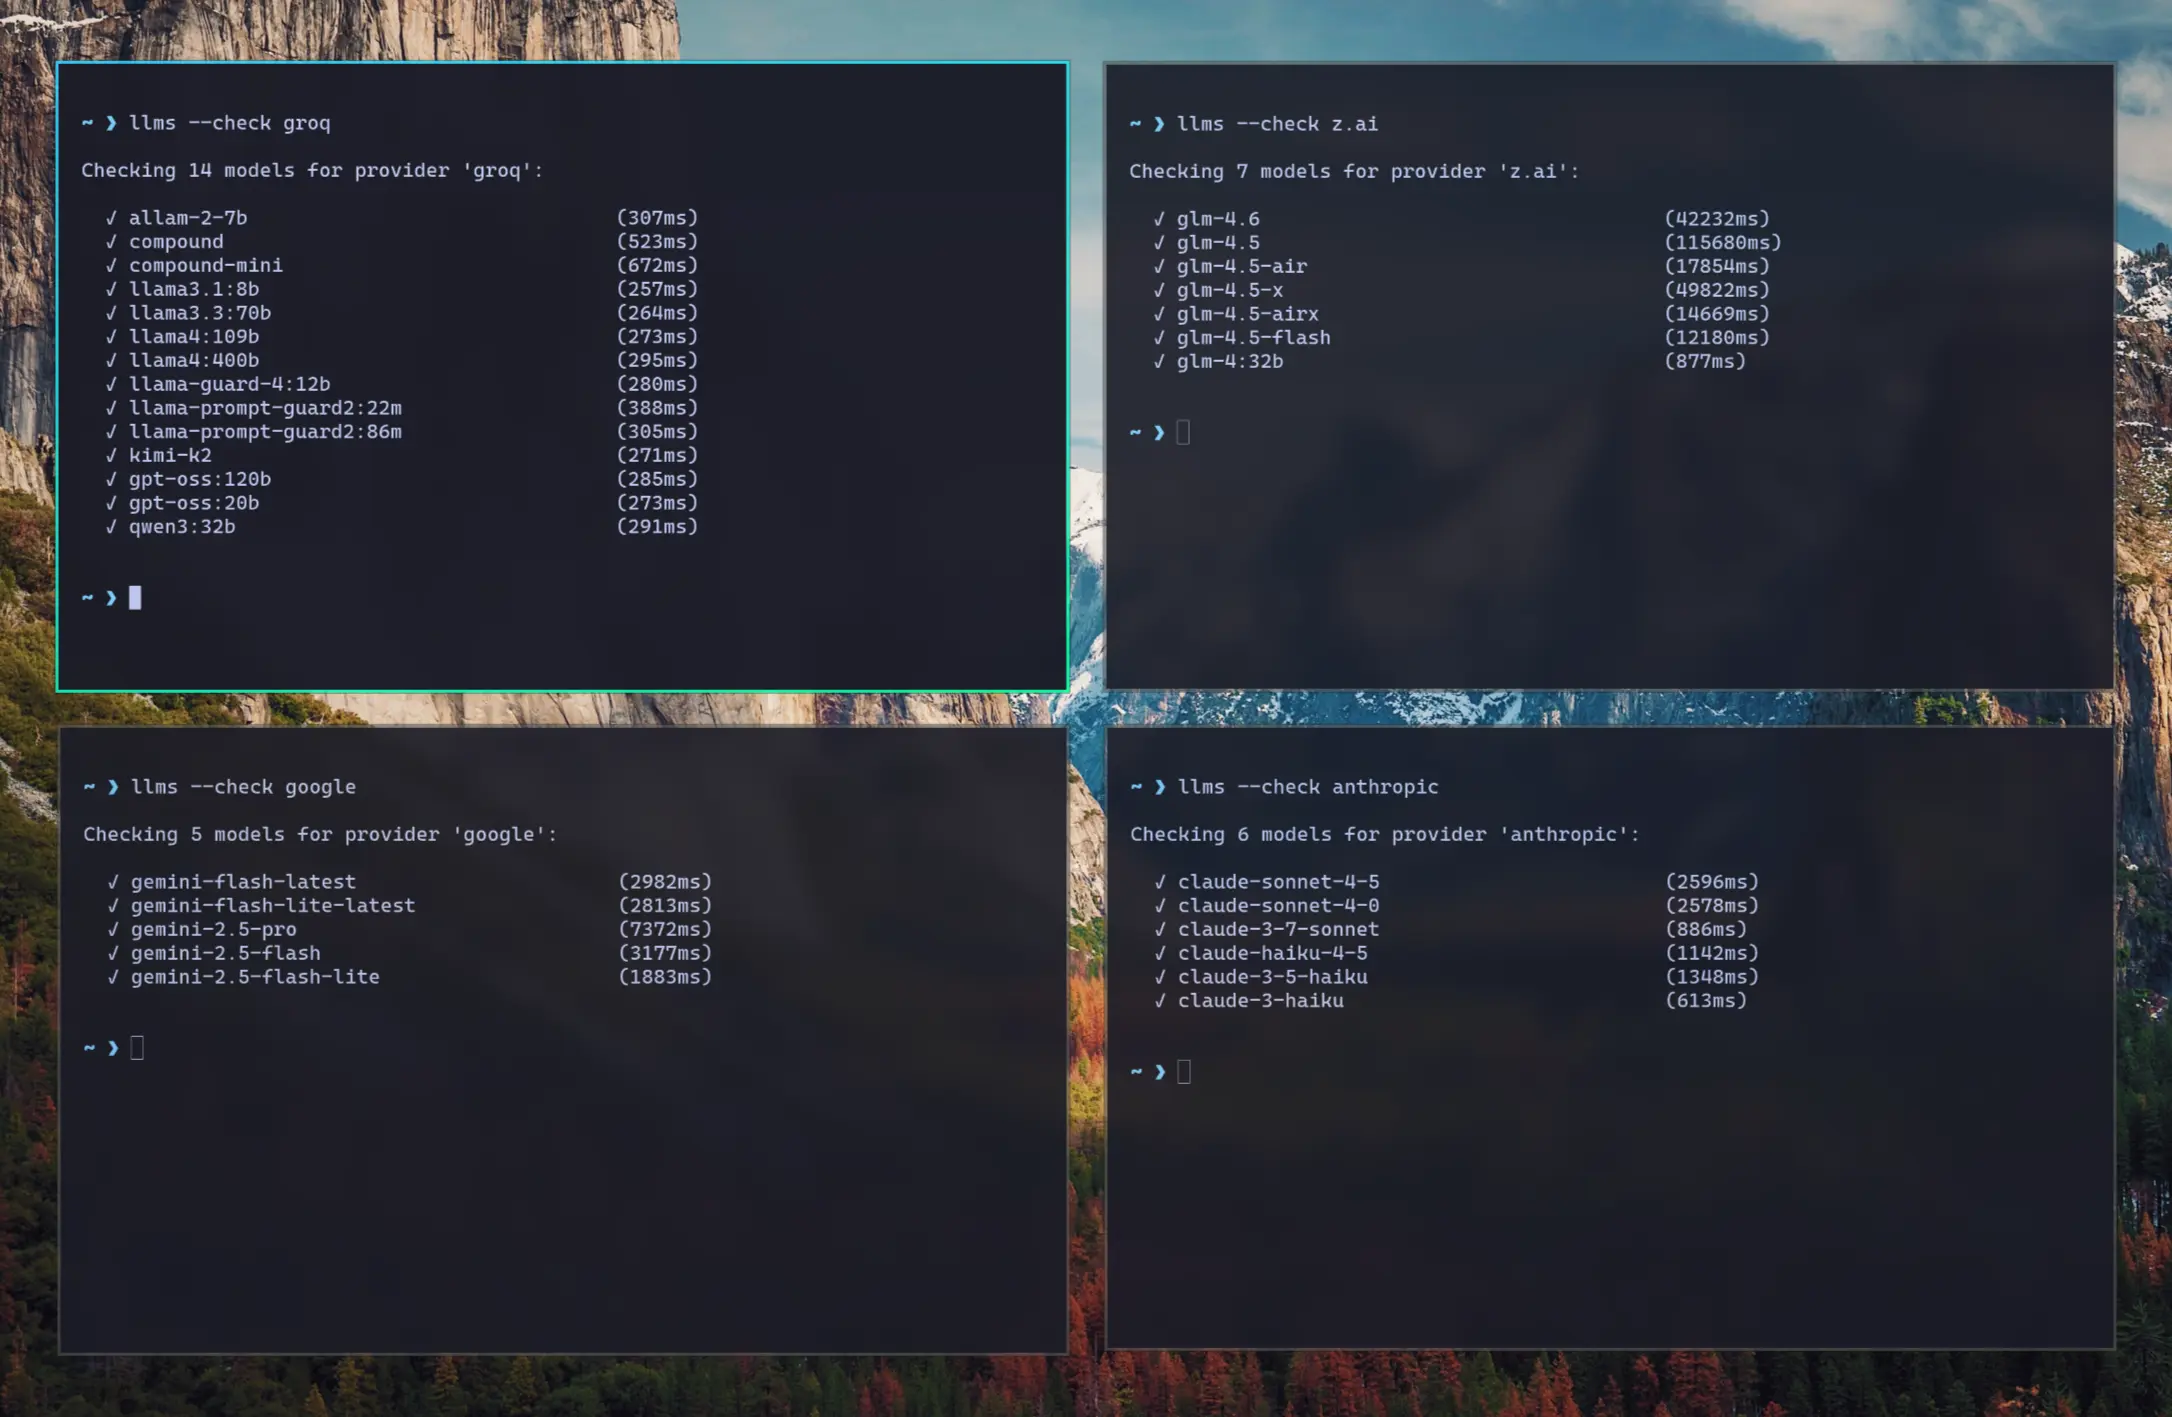 ~ ❯ llms --check groq
Checking 14 models for provider 'groq':
✓ allam-2-7b (307ms)
✓ compound (523ms)
✓ compound-mini (672ms)
✓ llama3.1:8b (257ms)
✓ llama3.3:70b (264ms)
✓ llama4:109b (273ms)
✓ llama4:400b (295ms)
✓ llama-guard-4:12b (280ms)
✓ llama-prompt-guard2:22m (388ms)
✓ llama-prompt-guard2:86m (305ms)
✓ kimi-k2 (271ms)
✓ gpt-oss:120b (285ms)
✓ gpt-oss:20b (273ms)
✓ qwen3:32b (291ms)
~ ❯
~ ❯ llms --check z.ai
Checking 7 models for provider 'z.ai':
✓ glm-4.6 (42232ms)
✓ glm-4.5 (115680ms)
✓ glm-4.5-air (17854ms)
✓ glm-4.5-x (49822ms)
✓ glm-4.5-airx (14669ms)
✓ glm-4.5-flash (12180ms)
✓ glm-4:32b (877ms)
~ ❯
~ ❯ llms --check google
Checking 5 models for provider 'google':
✓ gemini-flash-latest (2982ms)
✓ gemini-flash-lite-latest (2813ms)
✓ gemini-2.5-pro (7372ms)
✓ gemini-2.5-flash (3177ms)
✓ gemini-2.5-flash-lite (1883ms)
~ ❯
~ ❯ llms --check anthropic
Checking 6 models for provider 'anthropic':
✓ claude-sonnet-4-5 (2596ms)
✓ claude-sonnet-4-0 (2578ms)
✓ claude-3-7-sonnet (886ms)
✓ claude-haiku-4-5 (1142ms)
✓ claude-3-5-haiku (1348ms)
✓ claude-3-haiku (613ms)
~ ❯